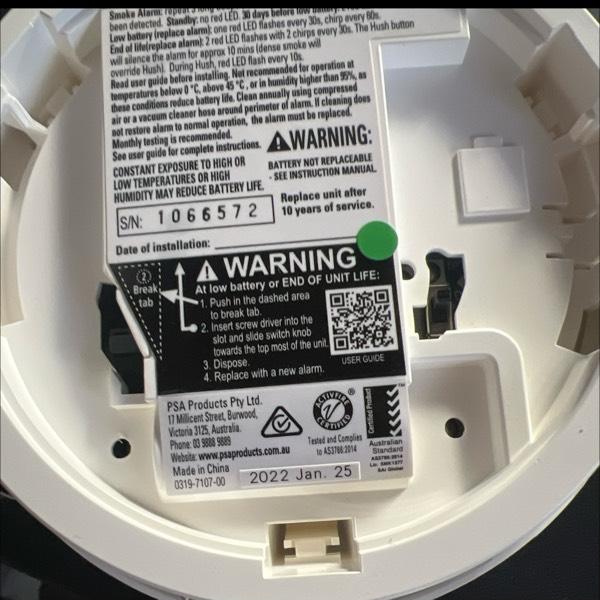 Smoke Alarm: repeat 3 long
been detected. Standby: no red LED. 30 days before low battery:
Low battery (replace alarm): one red LED flashes every 30s, chirp every 60s.
End of life(replace alarm): 2 red LED flashes with 2 chirps every 30s. The Hush button
will silence the alarm for approx 10 mins (dense smoke will
override Hush). During Hush, red LED flash every 10s.
Read user guide before installing. Not recommended for operation at
temperatures below 0 °C, above 45 °C, or in humidity higher than 95%, as
these conditions reduce battery life. Clean annually using compressed
air or a vacuum cleaner hose around perimeter of alarm. If cleaning does
not restore alarm to normal operation, the alarm must be replaced.
Monthly testing is recommended.
See user guide for complete instructions.
WARNING:
CONSTANT EXPOSURE TO HIGH OR
LOW TEMPERATURES OR HIGH
HUMIDITY MAY REDUCE BATTERY LIFE.
BATTERY NOT REPLACEABLE
- SEE INSTRUCTION MANUAL
S/N: 1066572
Replace unit after
10 years of service.
Date of installation:
2
Break
tab
WARNING
At low battery or END OF UNIT LIFE:
1. Push in the dashed area
to break tab.
2. Insert screw driver into the
slot and slide switch knob
towards the top most of the unit.
3. Dispose.
4. Replace with a new alarm.
USER GUIDE
PSA Products Pty Ltd.
17 Millicent Street, Burwood,
Victoria 3125, Australia.
Phone: 03 9888 9889
Website: www.psaproducts.com.au
Made in China
0319-7107-00
2022 Jan. 25
ACTIVFIRE
CERTIFIED
®
Tested and Complies
to AS3786:2014
Certified Product
TM
Australian
Standard
AS3786:2014
Lic: SMK1377
SAI Global